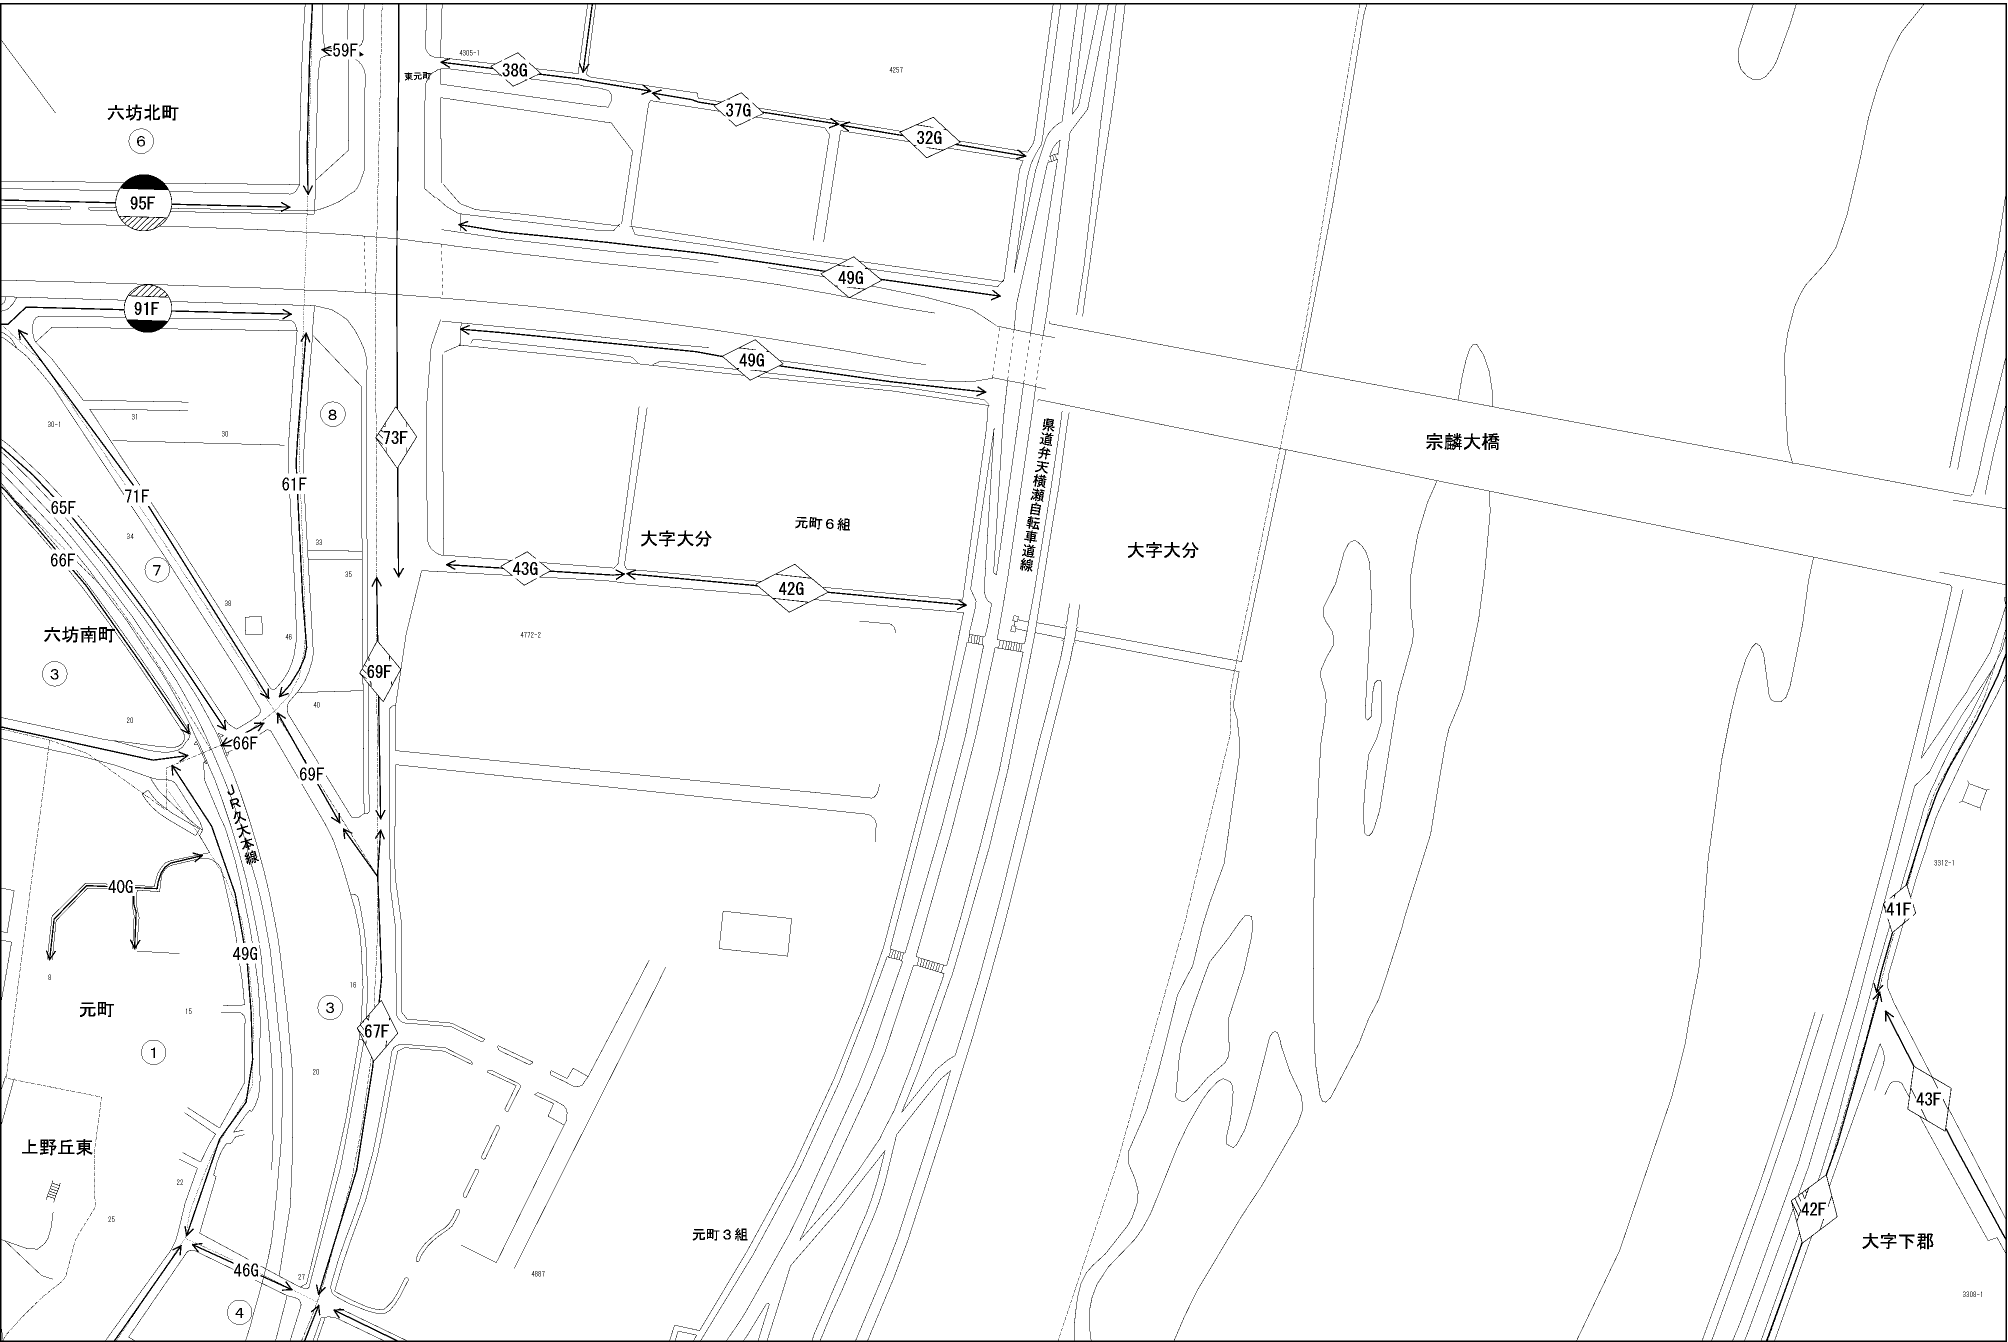 59F
4305-1
東元町
38G
4257
六坊北町
6
37G
32G
95F
49G
91F
49G
8
73F
31
30-1
30
宗麟大橋
県道弁天横瀬自転車道線
61F
71F
65F
元町6組
34
33
大字大分
大字大分
66F
7
35
43G
42G
38
六坊南町
46
4772-2
3
69F
40
20
66F
69F
JR久大本線
3312-1
40G
41F
49G
8
16
元町
15
3
67F
1
20
43F
上野丘東
22
25
42F
元町3組
大字下郡
46G
27
4887
3308-1
4